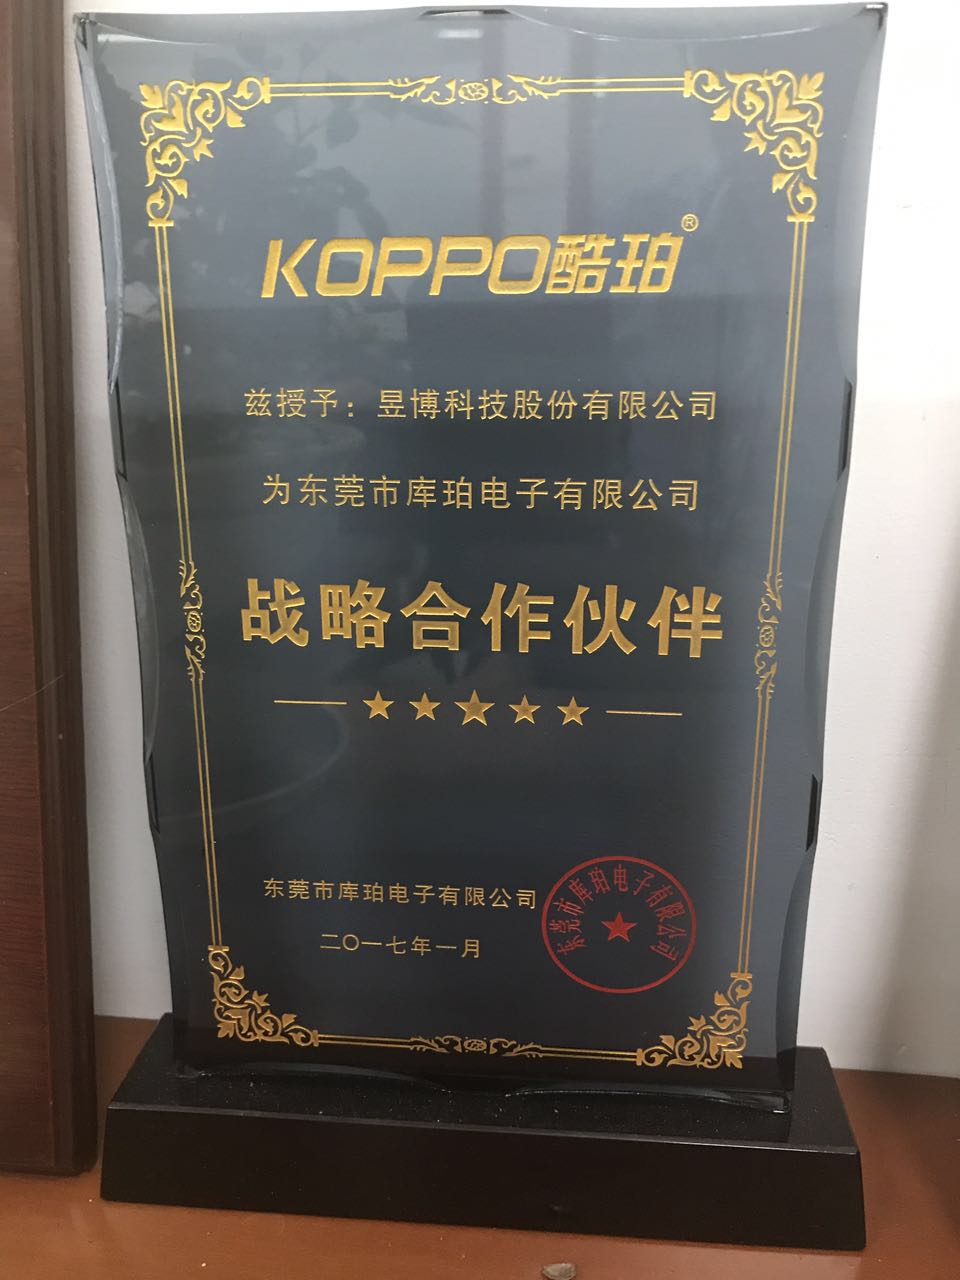 KOPPO酷珀®
兹授予：昱博科技股份有限公司
为东莞市库珀电子有限公司
战略合作伙伴
东莞市库珀电子有限公司
二〇一七年一月
东莞市库珀电子有限公司